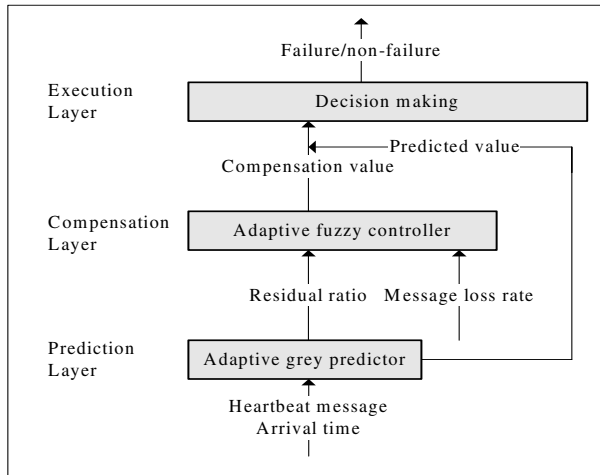 Failure/non-failure
Execution
Layer
Decision making
Predicted value
Compensation value
Compensation
Layer
Adaptive fuzzy controller
Residual ratio
Message loss rate
Prediction
Layer
Adaptive grey predictor
Heartbeat message
Arrival time